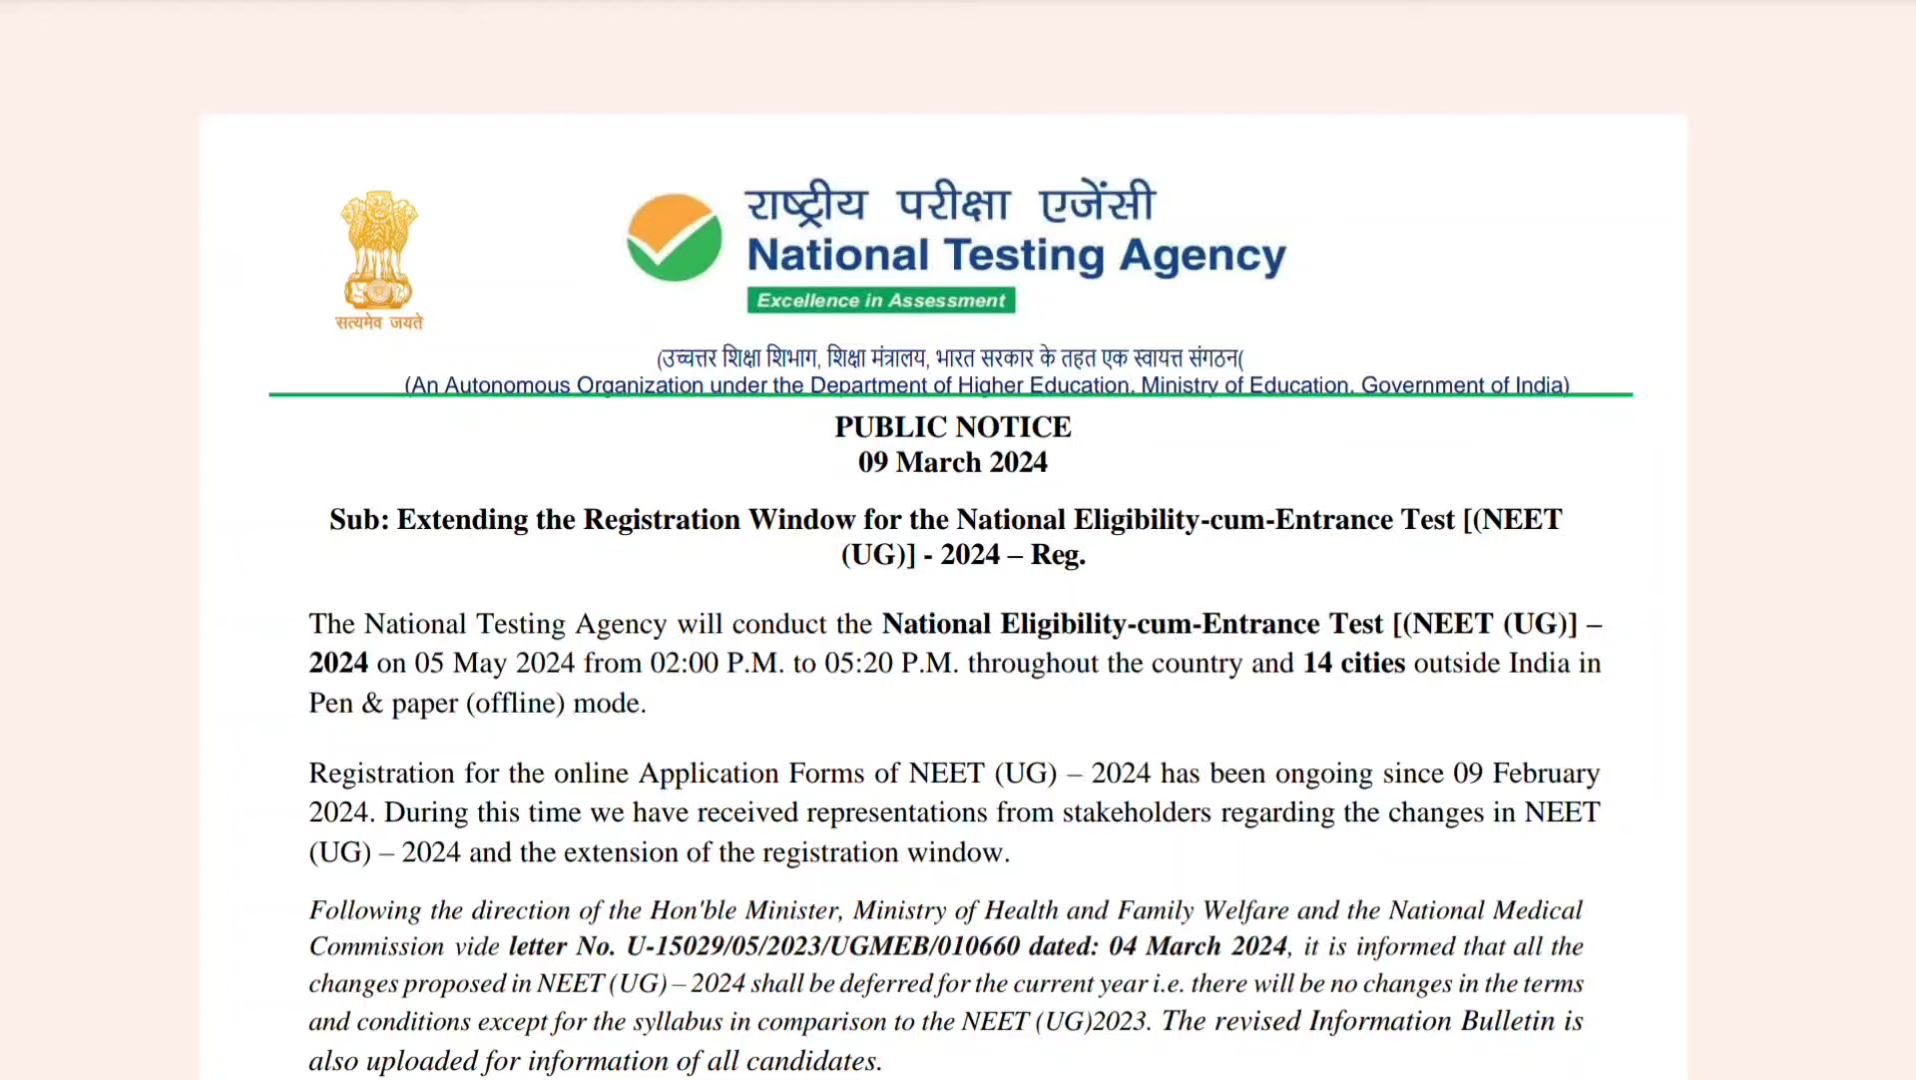 राष्ट्रीय परीक्षा एजेंसी
National Testing Agency
Excellence in Assessment
सत्यमेव जयते
(उच्चत्तर शिक्षा शिभाग, शिक्षा मंत्रालय, भारत सरकार के तहत एक स्वायत्त संगठन(
(An Autonomous Organization under the Department of Higher Education, Ministry of Education, Government of India)
PUBLIC NOTICE
09 March 2024
Sub: Extending the Registration Window for the National Eligibility-cum-Entrance Test [(NEET
(UG)] - 2024 – Reg.
The National Testing Agency will conduct the National Eligibility-cum-Entrance Test [(NEET (UG)] –
2024 on 05 May 2024 from 02:00 P.M. to 05:20 P.M. throughout the country and 14 cities outside India in
Pen & paper (offline) mode.
Registration for the online Application Forms of NEET (UG) – 2024 has been ongoing since 09 February
2024. During this time we have received representations from stakeholders regarding the changes in NEET
(UG) – 2024 and the extension of the registration window.
Following the direction of the Hon'ble Minister, Ministry of Health and Family Welfare and the National Medical
Commission vide letter No. U-15029/05/2023/UGMEB/010660 dated: 04 March 2024, it is informed that all the
changes proposed in NEET (UG) – 2024 shall be deferred for the current year i.e. there will be no changes in the terms
and conditions except for the syllabus in comparison to the NEET (UG)2023. The revised Information Bulletin is
also uploaded for information of all candidates.